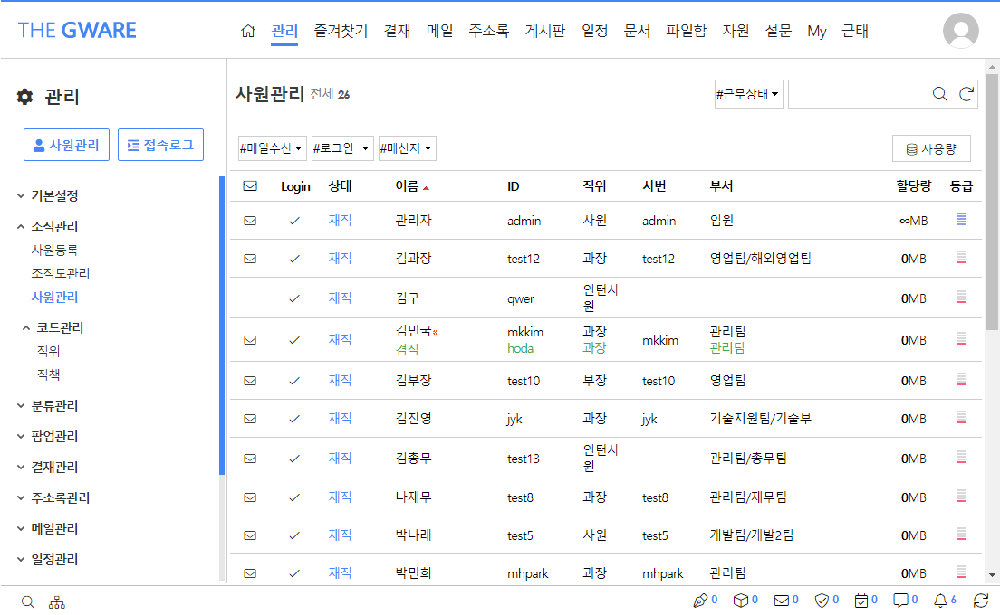 THE GWARE
관리 즐겨찾기 결재 메일 주소록 게시판 일정 문서 파일함 자원 설문 My 근태
관리
사원관리 접속로그
기본설정
조직관리
사원등록
조직도관리
사원관리
코드관리
직위
직책
분류관리
팝업관리
결재관리
주소록관리
메일관리
일정관리
사원관리 전체 26
#근무상태
#메일수신 #로그인 #메신저 사용량
Login 상태 이름 ID 직위 사번 부서 할당량 등급
재직 관리자 admin 사원 admin 임원 ∞MB
재직 김과장 test12 과장 test12 영업팀/해외영업팀 0MB
재직 김구 qwer 인턴사원 0MB
재직 김민국※ mkkim 과장 mkkim 관리팀 0MB
겸직 hoda 과장 관리팀
재직 김부장 test10 부장 test10 영업팀 0MB
재직 김진영 jyk 과장 jyk 기술지원팀/기술부 0MB
재직 김총무 test13 인턴사원 관리팀/총무팀 0MB
재직 나재무 test8 과장 test8 관리팀/재무팀 0MB
재직 박나래 test5 사원 test5 개발팀/개발2팀 0MB
재직 박민희 mhpark 과장 mhpark 관리팀 0MB
0 0 0 0 0 0 6